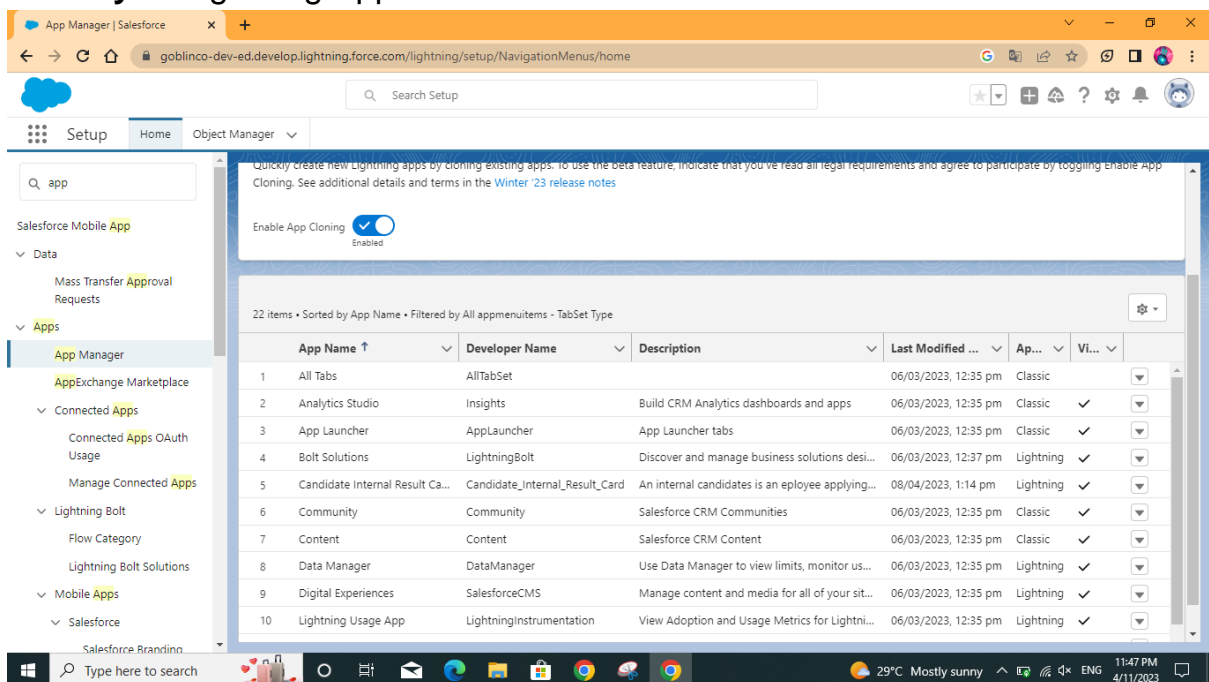 App Manager | Salesforce
goblinco-dev-ed.develop.lightning.force.com/lightning/setup/NavigationMenus/home
Search Setup
Setup Home Object Manager
app
Salesforce Mobile App
Data
Mass Transfer Approval
Requests
Apps
App Manager
AppExchange Marketplace
Connected Apps
Connected Apps OAuth
Usage
Manage Connected Apps
Lightning Bolt
Flow Category
Lightning Bolt Solutions
Mobile Apps
Salesforce
Salesforce Branding
Quickly create new Lightning apps by cloning existing apps. To use the beta feature, indicate that you've read all legal requirements and agree to participate by toggling Enable App
Cloning. See additional details and terms in the Winter '23 release notes
Enable App Cloning
Enabled
22 items • Sorted by App Name • Filtered by All appmenuitems - TabSet Type
App Name ↑ Developer Name Description Last Modified ... Ap... Vi...
1 All Tabs AllTabSet 06/03/2023, 12:35 pm Classic
2 Analytics Studio Insights Build CRM Analytics dashboards and apps 06/03/2023, 12:35 pm Classic
3 App Launcher AppLauncher App Launcher tabs 06/03/2023, 12:35 pm Classic
4 Bolt Solutions LightningBolt Discover and manage business solutions desi... 06/03/2023, 12:37 pm Lightning
5 Candidate Internal Result Ca... Candidate_Internal_Result_Card An internal candidates is an eployee applying... 08/04/2023, 1:14 pm Lightning
6 Community Community Salesforce CRM Communities 06/03/2023, 12:35 pm Classic
7 Content Content Salesforce CRM Content 06/03/2023, 12:35 pm Classic
8 Data Manager DataManager Use Data Manager to view limits, monitor us... 06/03/2023, 12:35 pm Lightning
9 Digital Experiences SalesforceCMS Manage content and media for all of your sit... 06/03/2023, 12:35 pm Lightning
10 Lightning Usage App LightningInstrumentation View Adoption and Usage Metrics for Lightni... 06/03/2023, 12:35 pm Lightning
Type here to search
29°C Mostly sunny
ENG
11:47 PM
4/11/2023